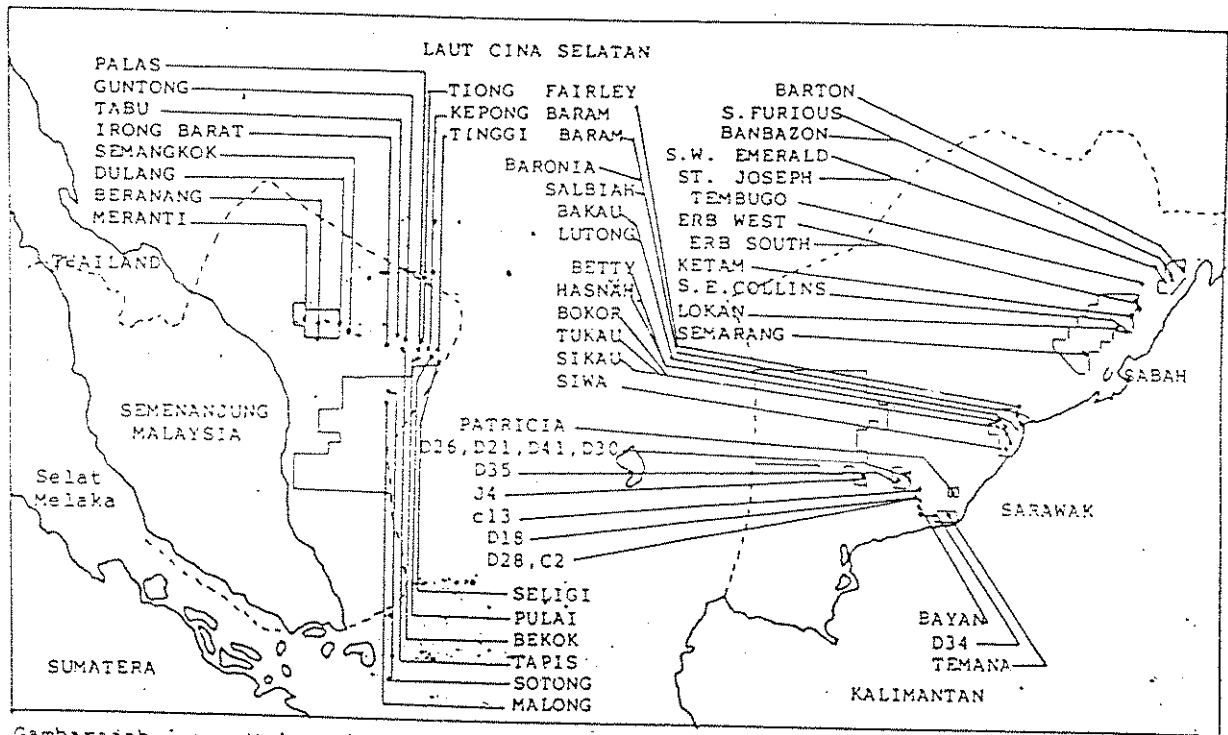 LAUT CINA SELATAN
PALAS
GUNTONG
TABU
IRONG BARAT
SEMANGKOK
DULANG
BERANANG
MERANTI
THAILAND
TIONG FAIRLEY
KEPONG BARAM
TINGGI BARAM
BARONIA
SALBIAH
BAKAU
LUTONG
BETTY
HASNAH
BOKOR
TUKAU
SIKAU
SIWA
BARTON
S.FURIOUS
BANBAZON
S.W. EMERALD
ST. JOSEPH
TEMBUGO
ERB WEST
ERB SOUTH
KETAM
S.E.COLLINS
LOKAN
SEMARANG
SABAH
SEMENANJUNG
MALAYSIA
Selat
Melaka
PATRICIA
D26,D21,D41,D30
D35
J4
c13
D18
D28,C2
SARAWAK
SELIGI
PULAI
BEKOK
TAPIS
SOTONG
MALONG
BAYAN
D34
TEMANA
SUMATERA
KALIMANTAN